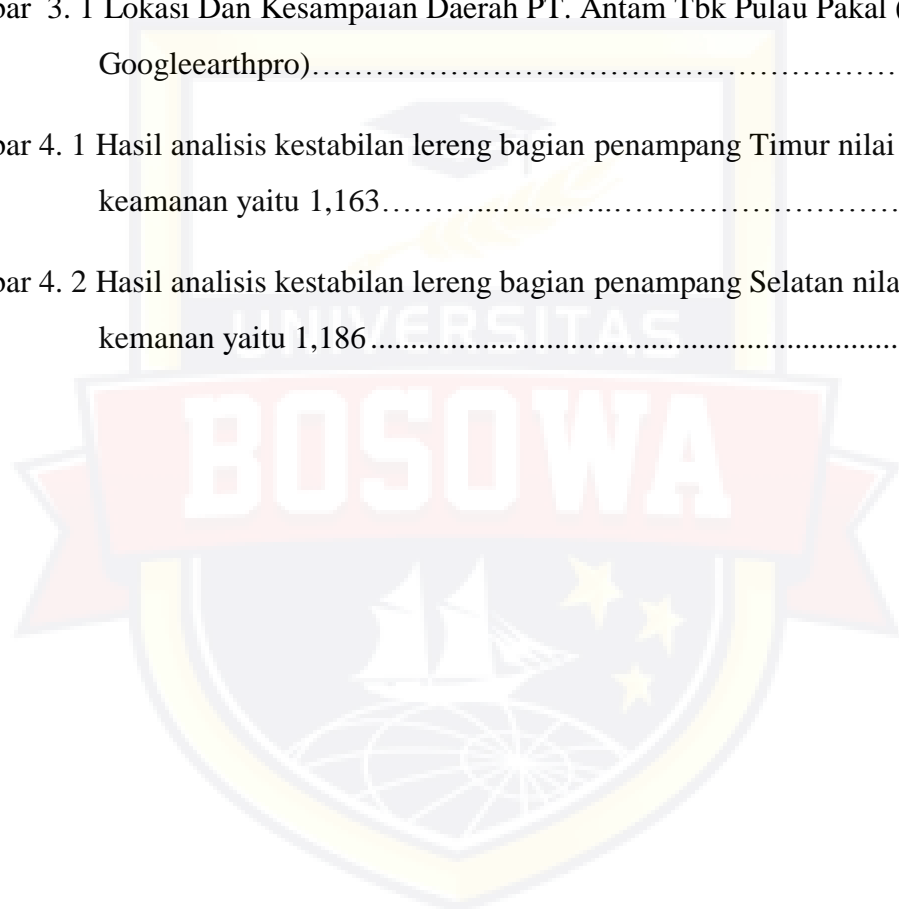 bar 3. 1 Lokasi Dan Kesampaian Daerah PT. Antam Tbk Pulau Pakal (
Googleearthpro)……………………………………………………
bar 4. 1 Hasil analisis kestabilan lereng bagian penampang Timur nilai
keamanan yaitu 1,163………...………..………………………
bar 4. 2 Hasil analisis kestabilan lereng bagian penampang Selatan nila
kemanan yaitu 1,186..................................................................
UNIVERSITAS
BOSOWA